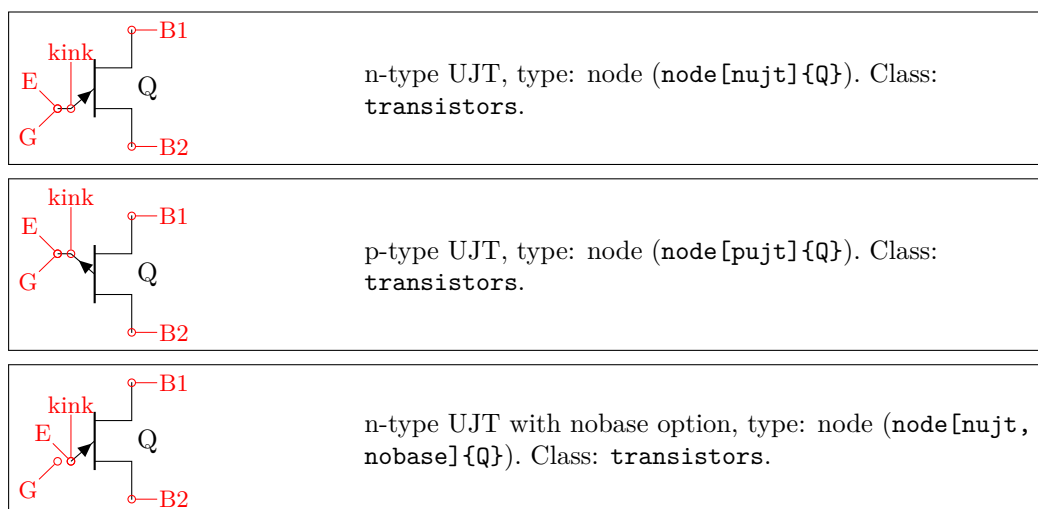 B1
kink
E
Q
G
B2
n-type UJT, type: node (node[nujt]{Q}). Class:
transistors.
kink
B1
E
Q
G
B2
p-type UJT, type: node (node[pujt]{Q}). Class:
transistors.
B1
kink
E
Q
G
B2
n-type UJT with nobase option, type: node (node[nujt,
nobase]{Q}). Class: transistors.